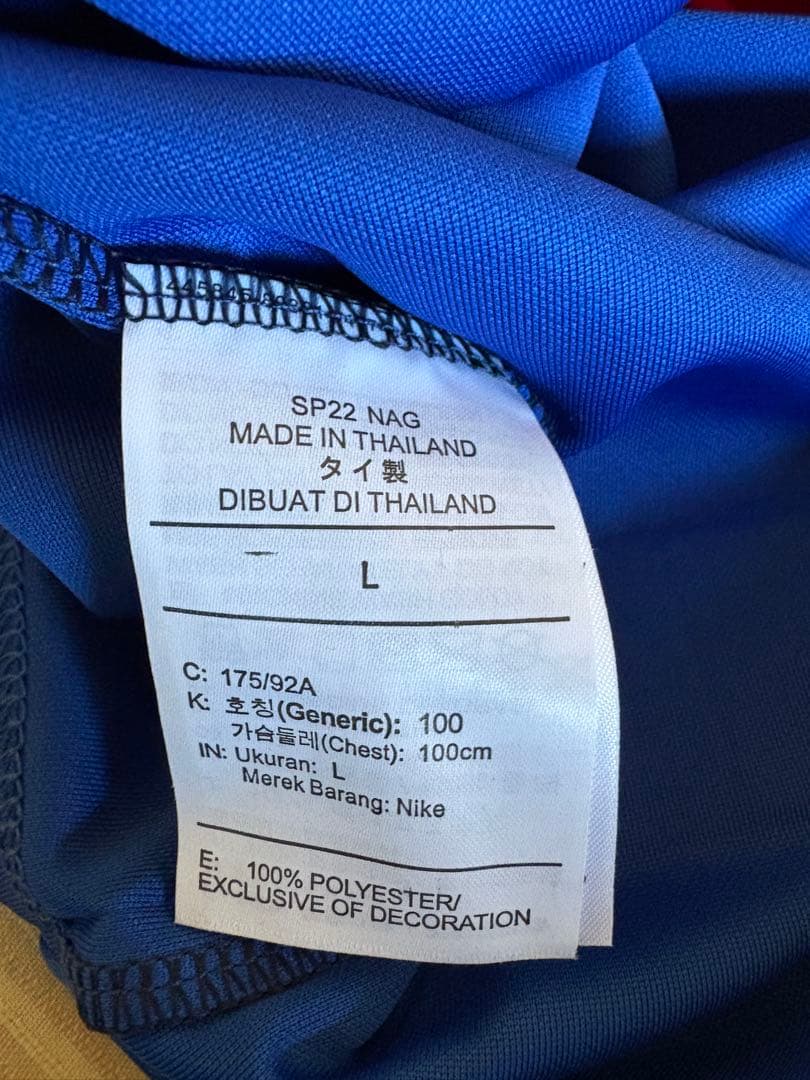 SP22 NAG
MADE IN THAILAND
タイ製
DIBUAT DI THAILAND
L
C: 175/92A
K: 호칭(Generic): 100
가슴둘레(Chest): 100cm
IN: Ukuran: L
Merek Barang: Nike
E: 100% POLYESTER/
EXCLUSIVE OF DECORATION